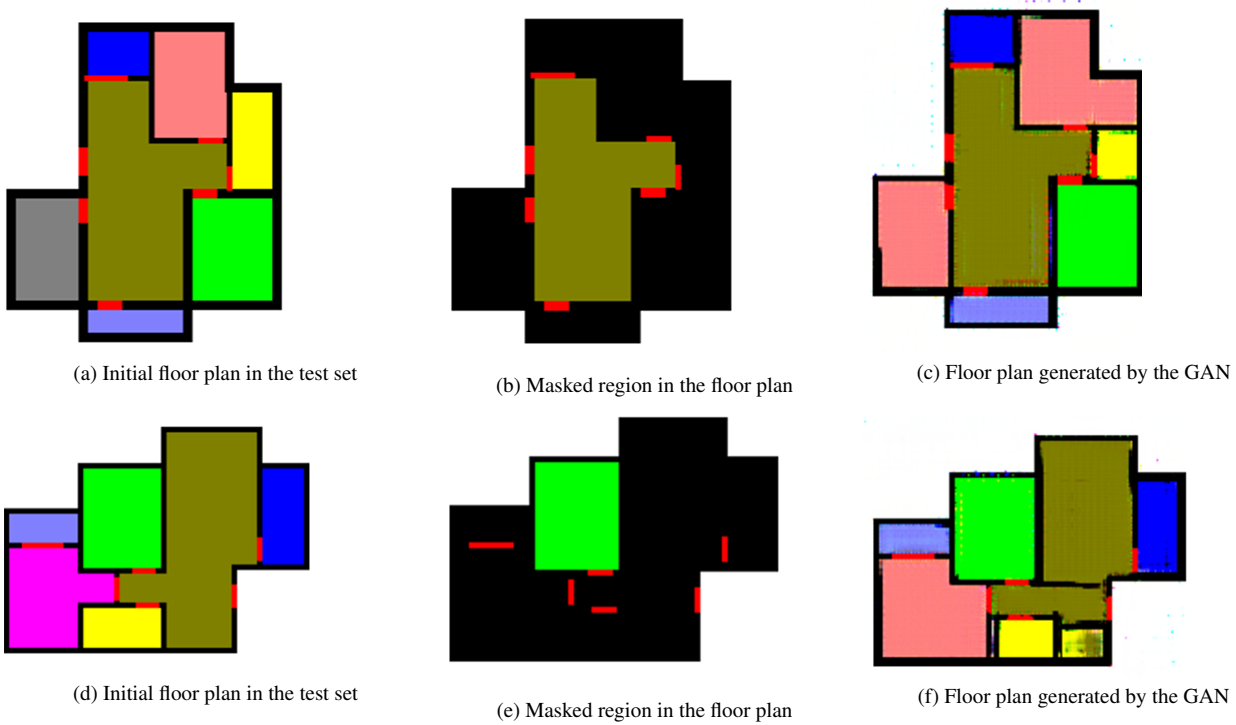 (a) Initial floor plan in the test set
(b) Masked region in the floor plan
(c) Floor plan generated by the GAN
(d) Initial floor plan in the test set
(e) Masked region in the floor plan
(f) Floor plan generated by the GAN